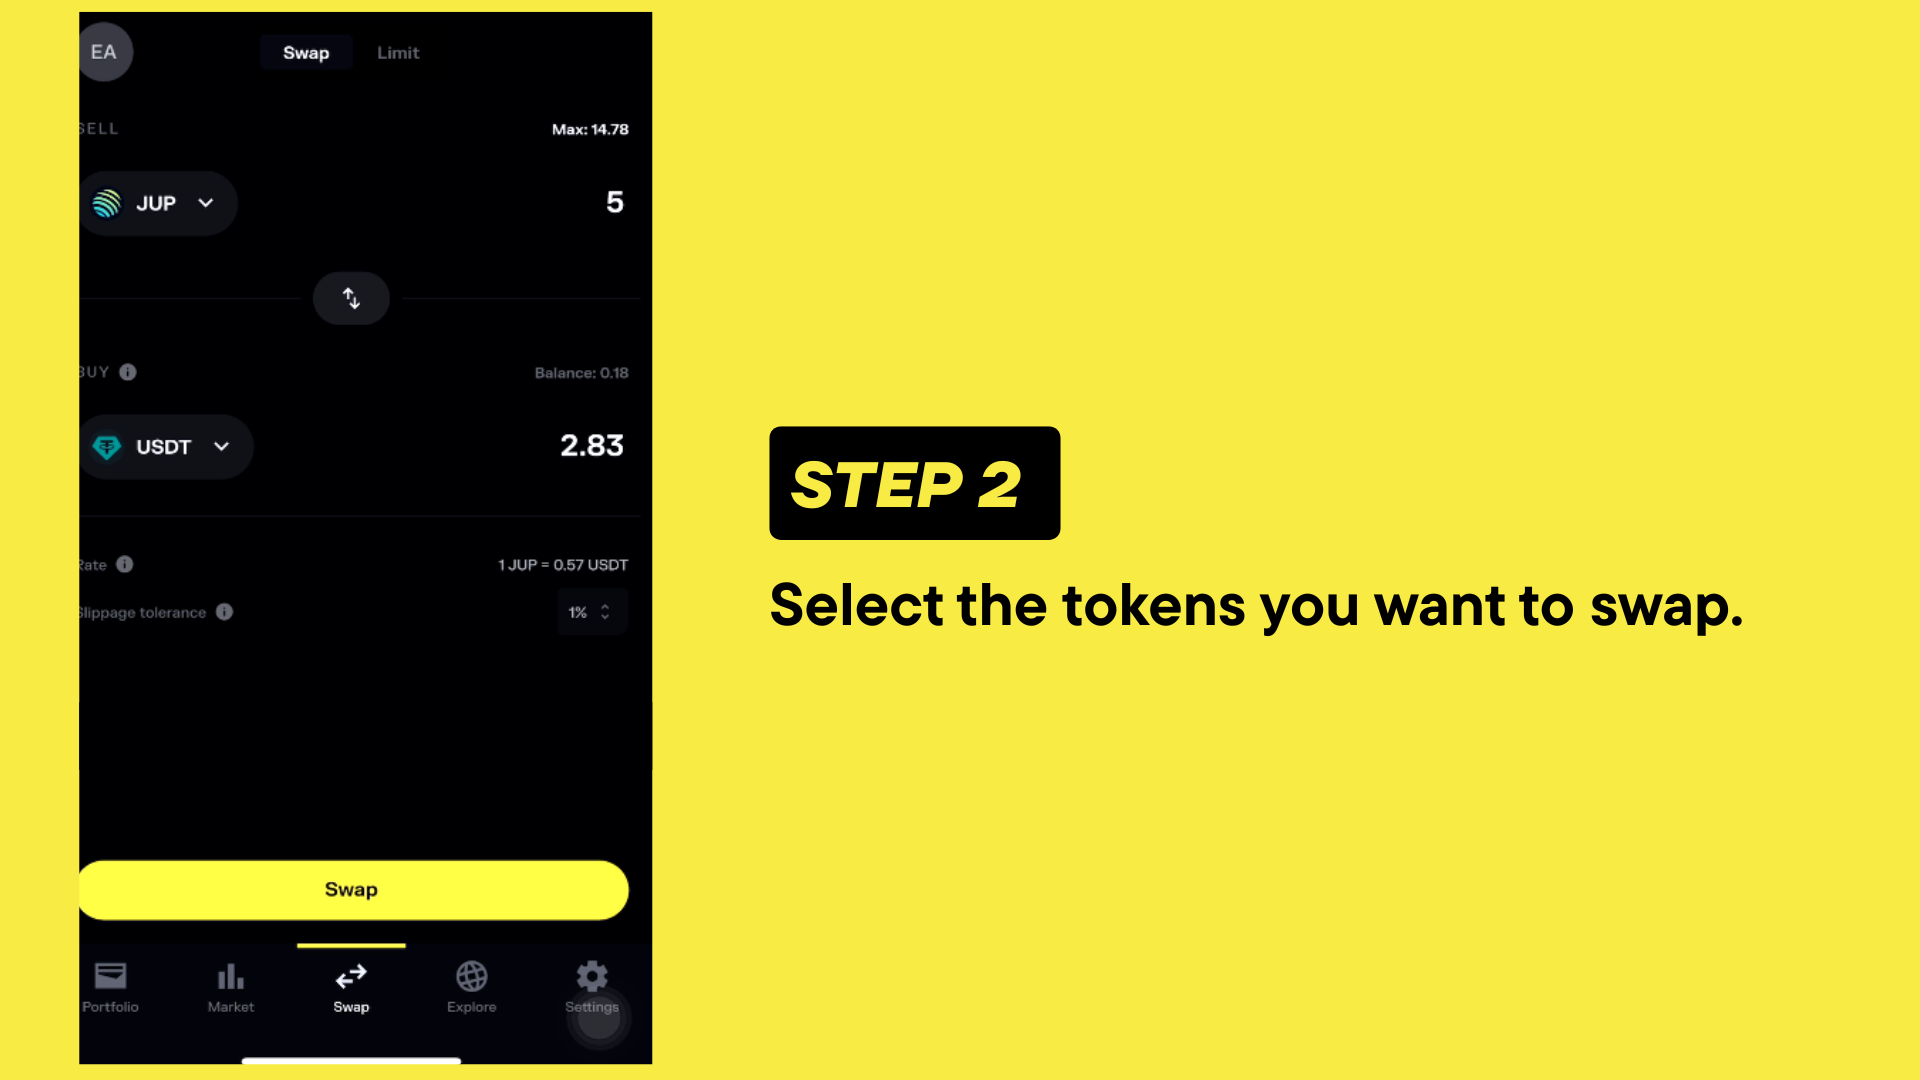 EA
Swap Limit
SELL Max: 14.78
JUP 5
BUY Balance: 0.18
USDT 2.83
Rate 1 JUP = 0.57 USDT
Slippage tolerance 1%
Swap
Portfolio Market Swap Explore Settings
STEP 2
Select the tokens you want to swap.